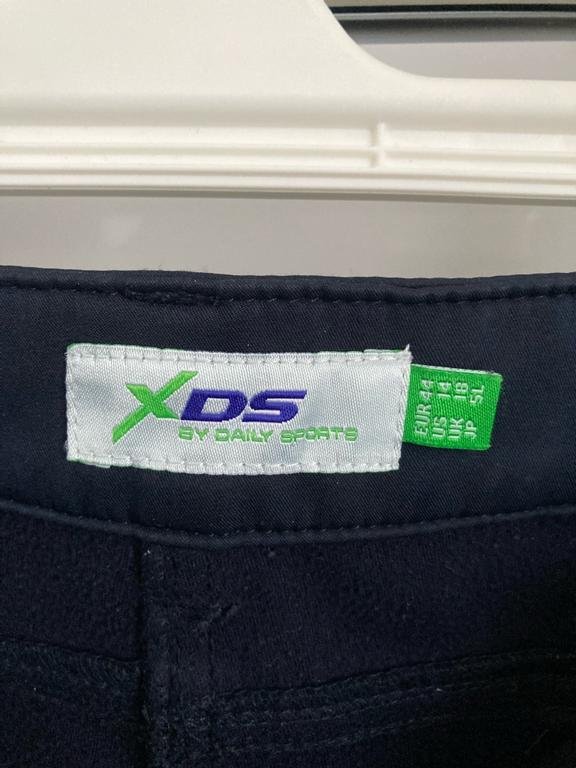 XDS
BY DAILY SPORTS
EUR 44
US 14
UK 18
JP 5L